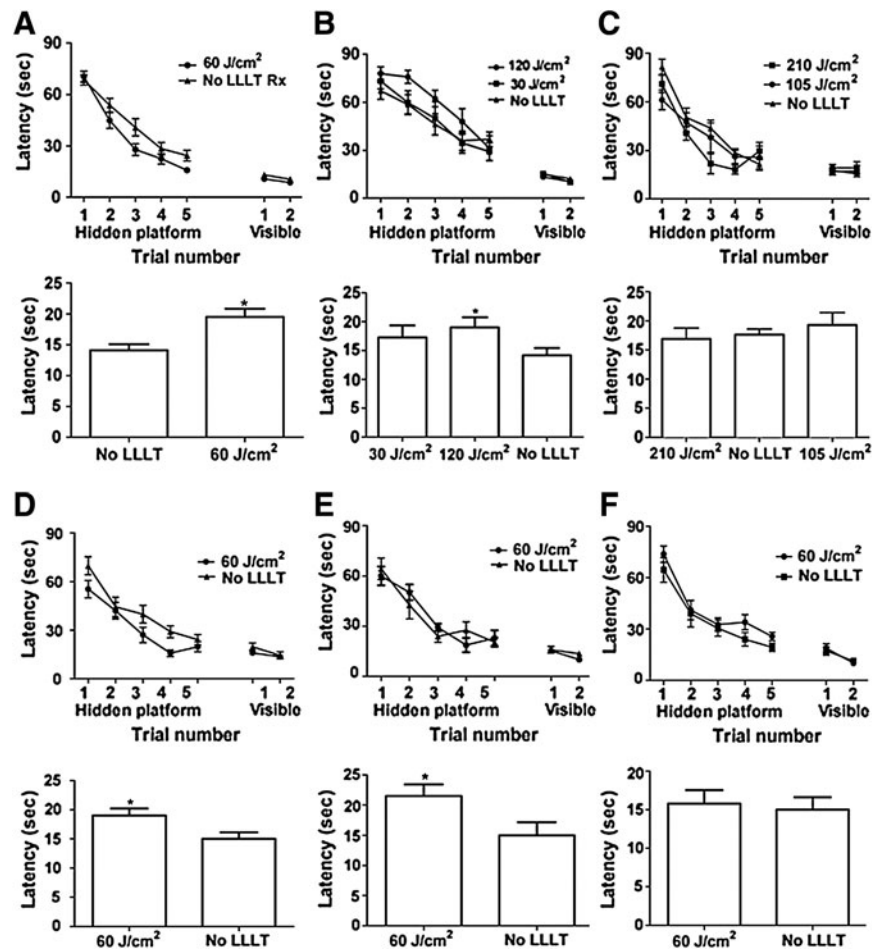 A
Latency (sec)
90
60
30
0
60 J/cm²
No LLLT Rx
1 2 3 4 5 1 2
Hidden platform Visible
Trial number
B
Latency (sec)
90
60
30
0
120 J/cm²
30 J/cm²
No LLLT
1 2 3 4 5 1 2
Hidden platform Visible
Trial number
C
Latency (sec)
90
60
30
0
210 J/cm²
105 J/cm²
No LLLT
1 2 3 4 5 1 2
Hidden platform Visible
Trial number
Latency (sec)
25
20
15
10
5
0
*
No LLLT 60 J/cm²
Latency (sec)
25
20
15
10
5
0
*
30 J/cm² 120 J/cm² No LLLT
Latency (sec)
25
20
15
10
5
0
210 J/cm² No LLLT 105 J/cm²
D
Latency (sec)
90
60
30
0
60 J/cm²
No LLLT
1 2 3 4 5 1 2
Hidden platform Visible
Trial number
E
Latency (sec)
90
60
30
0
60 J/cm²
No LLLT
1 2 3 4 5 1 2
Hidden platform Visible
Trial number
F
Latency (sec)
90
60
30
0
60 J/cm²
No LLLT
1 2 3 4 5 1 2
Hidden platform Visible
Trial number
Latency (sec)
20
15
10
25
0
*
60 J/cm² No LLLT
Latency (sec)
25
20
15
10
25
0
*
60 J/cm² No LLLT
Latency (sec)
20
15
10
25
0
60 J/cm² No LLLT